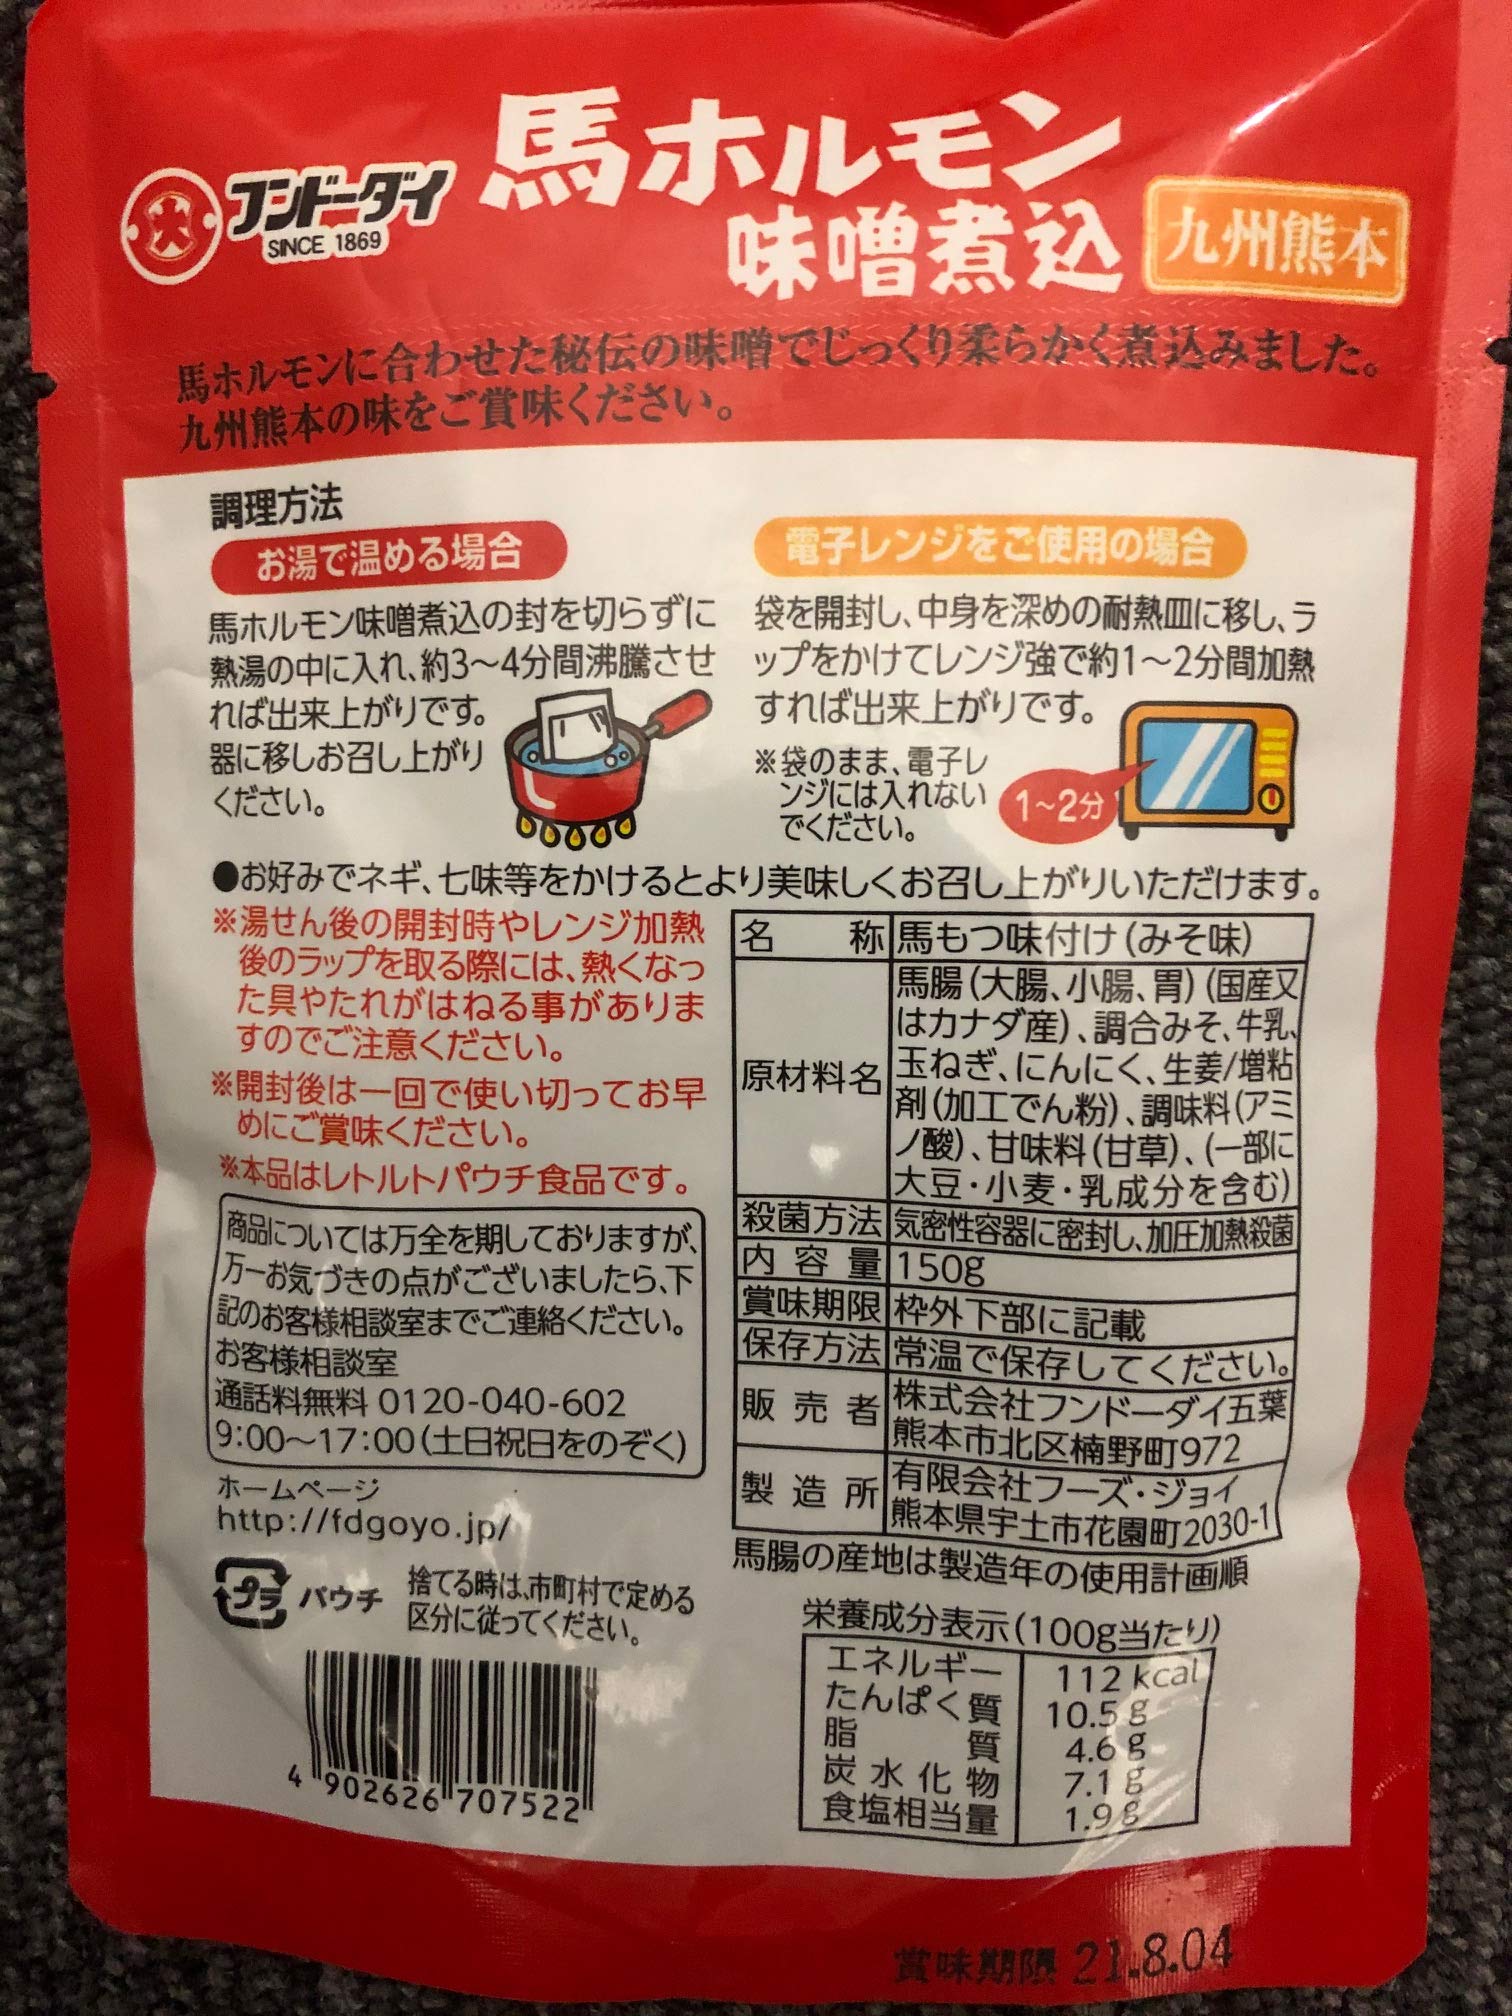 フンドーダイ
SINCE 1869
馬ホルモン
味噌煮込
九州熊本
馬ホルモンに合わせた秘伝の味噌でじっくり柔らかく煮込みました。
九州熊本の味をご賞味ください。
調理方法
お湯で温める場合
馬ホルモン味噌煮込の封を切らずに
熱湯の中に入れ、約3〜4分間沸騰させ
れば出来上がりです。
器に移しお召し上がり
ください。
電子レンジをご使用の場合
袋を開封し、中身を深めの耐熱皿に移し、ラ
ップをかけてレンジ強で約1〜2分間加熱
すれば出来上がりです。
※袋のまま、電子レ
ンジには入れない
でください。
1〜2分
●お好みでネギ、七味等をかけるとより美味しくお召し上がりいただけます。
※湯せん後の開封時やレンジ加熱
後のラップを取る際には、熱くなっ
た具やたれがはねる事がありま
すのでご注意ください。
※開封後は一回で使い切ってお早
めにご賞味ください。
※本品はレトルトパウチ食品です。
商品については万全を期しておりますが、
万一お気づきの点がございましたら、下
記のお客様相談室までご連絡ください。
お客様相談室
通話料無料 0120-040-602
9:00〜17:00(土日祝日をのぞく)
ホームページ
http://fdgoyo.jp/
プラ パウチ
捨てる時は、市町村で定める
区分に従ってください。
4 902626 707522
名称 馬もつ味付け(みそ味)
原材料名 馬腸(大腸、小腸、胃)(国産又
はカナダ産)、調合みそ、牛乳、
玉ねぎ、にんにく、生姜/増粘
剤(加工でん粉)、調味料(アミ
ノ酸)、甘味料(甘草)、(一部に
大豆・小麦・乳成分を含む)
殺菌方法 気密性容器に密封し、加圧加熱殺菌
内容量 150g
賞味期限 枠外下部に記載
保存方法 常温で保存してください。
販売者 株式会社フンドーダイ五葉
熊本市北区楠野町972
製造所 有限会社フーズ・ジョイ
熊本県宇土市花園町2030-1
馬腸の産地は製造年の使用計画順
栄養成分表示(100g当たり)
エネルギー 112 kcal
たんぱく質 10.5 g
脂質 4.6 g
炭水化物 7.1 g
食塩相当量 1.9 g
賞味期限 21.8.04